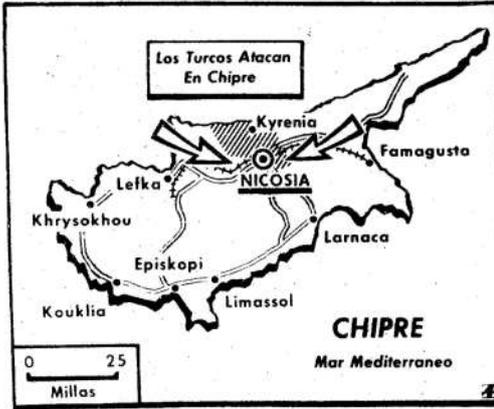 Los Turcos Atacan
En Chipre
Kyrenia
Famagusta
Lefka
NICOSIA
Khrysokhou
Larnaca
Episkopi
Kouklia
Limassol
CHIPRE
Mar Mediterraneo
0 25
Millas